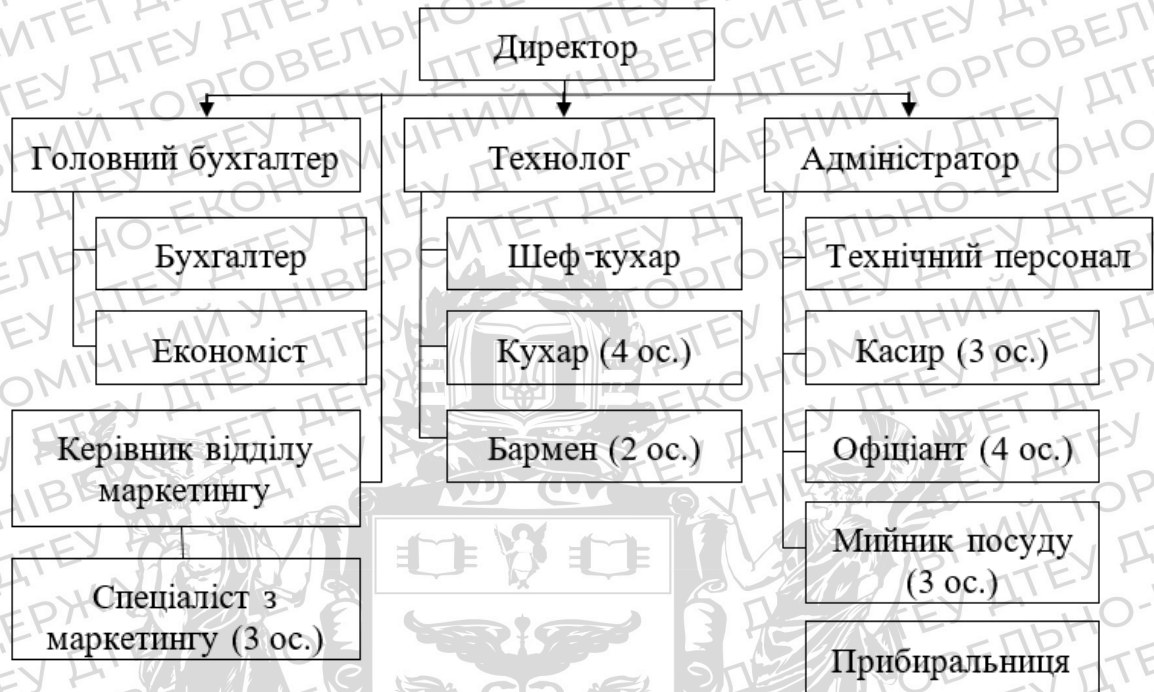 Директор
Головний бухгалтер
Технолог
Адміністратор
Бухгалтер
Шеф-кухар
Технічний персонал
Економіст
Кухар (4 ос.)
Касир (3 ос.)
Керівник відділу
маркетингу
Бармен (2 ос.)
Офіціант (4 ос.)
Мийник посуду
(3 ос.)
Спеціаліст з
маркетингу (3 ос.)
Прибиральниця